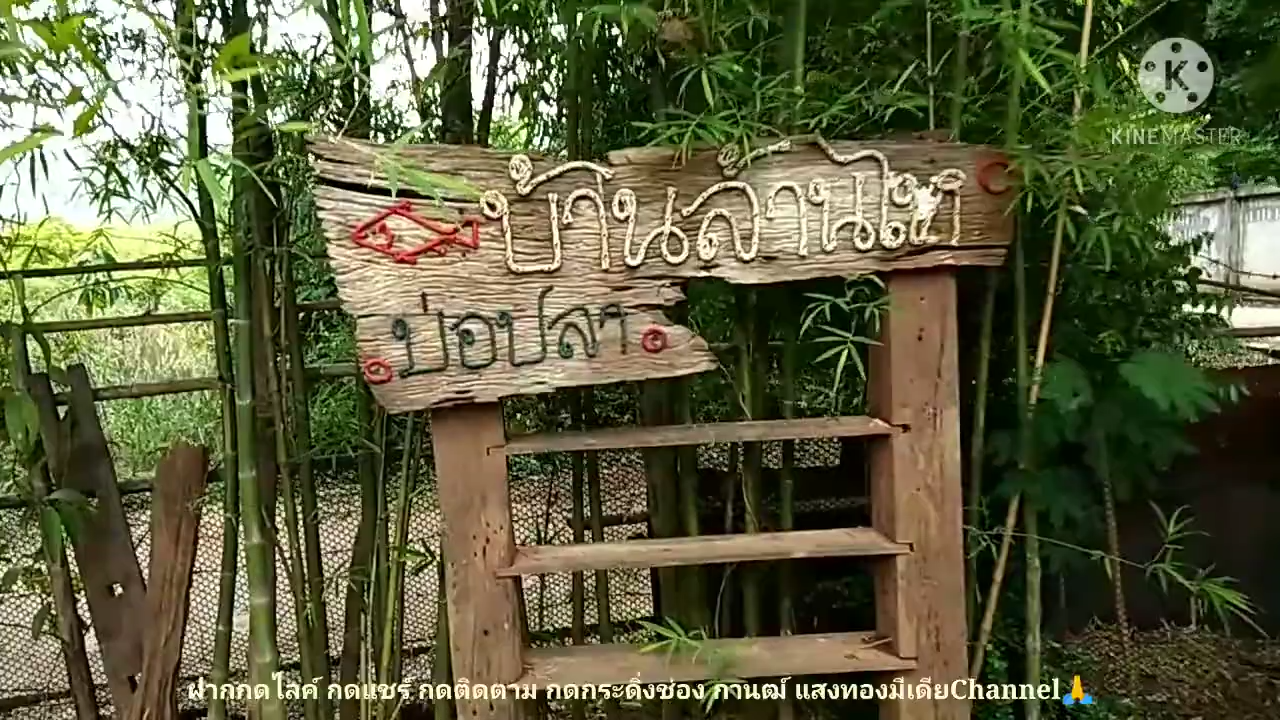 KINEMASTER
บ้านล้านไต
บ่อปลา
ฝากกดไลค์ กดแชร์ กดติดตาม กดกระดิ่งช่อง กานฒ์ แสงทองมีเดียChannel🙏